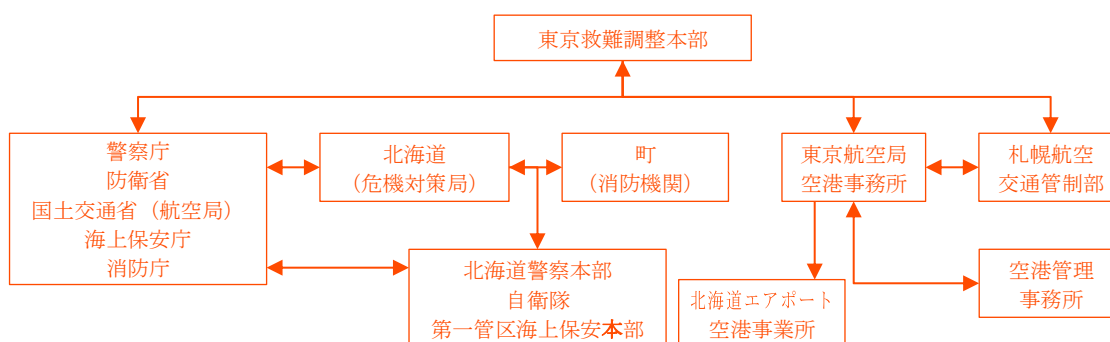 東京救難調整本部
警察庁
防衛省
国土交通省（航空局）
海上保安庁
消防庁
北海道
（危機対策局）
町
（消防機関）
東京航空局
空港事務所
札幌航空
交通管制部
北海道警察本部
自衛隊
第一管区海上保安本部
北海道エアポート
空港事業所
空港管理
事務所